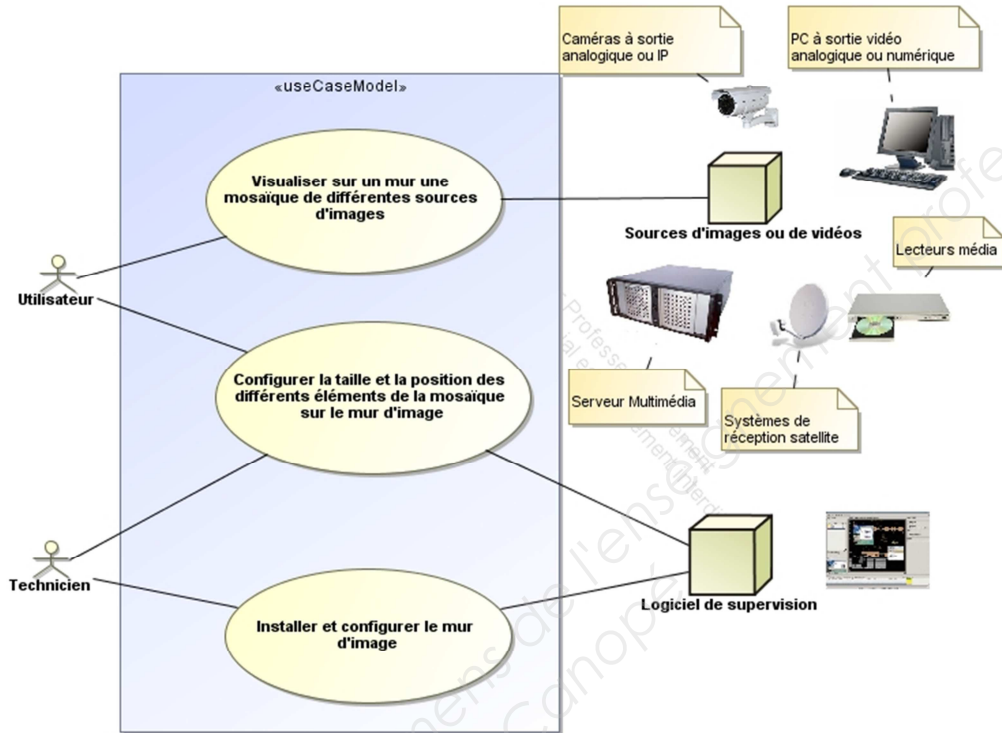 Caméras à sortie
analogique ou IP
PC à sortie vidéo
analogique ou numérique
«useCaseModel»
Visualiser sur un mur une
mosaïque de différentes sources
d'images
Sources d'images ou de vidéos
Lecteurs média
Utilisateur
Configurer la taille et la position des
différents éléments de la mosaïque
sur le mur d'image
Serveur Multimédia
Systèmes de
réception satellite
Technicien
Logiciel de supervision
Installer et configurer le mur
d'image